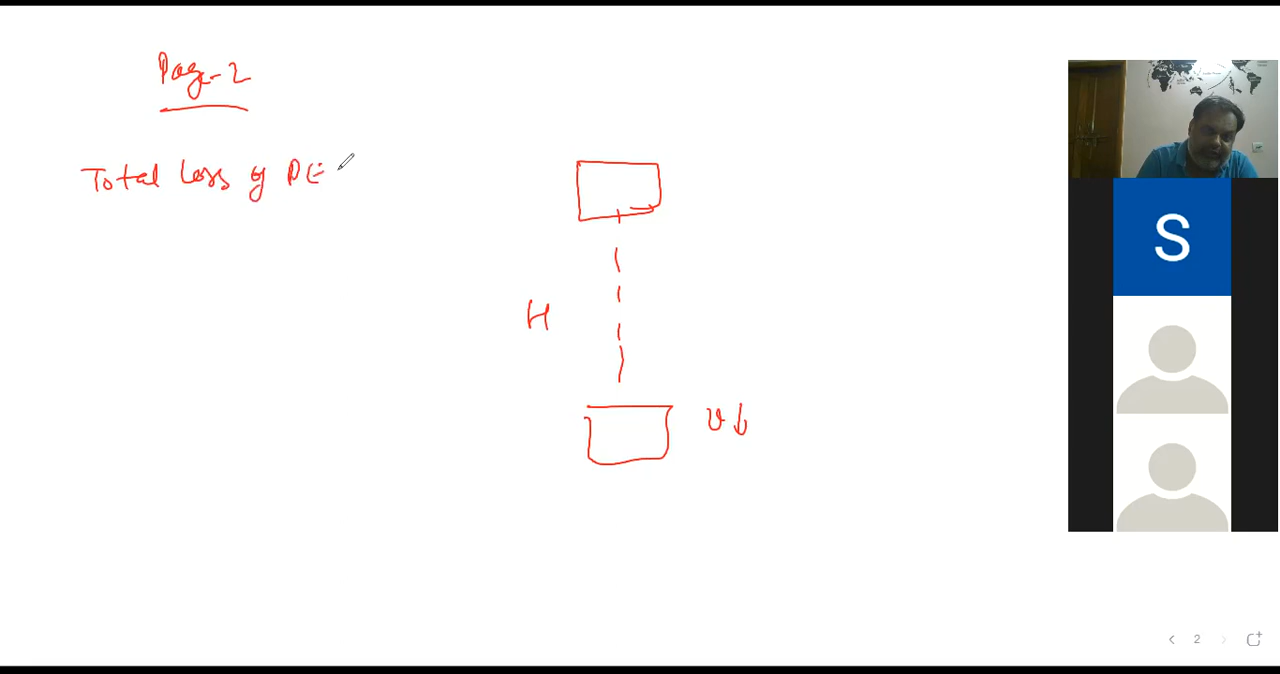 Page-2
Total Loss of PE
H
v↓
S
< 2 >